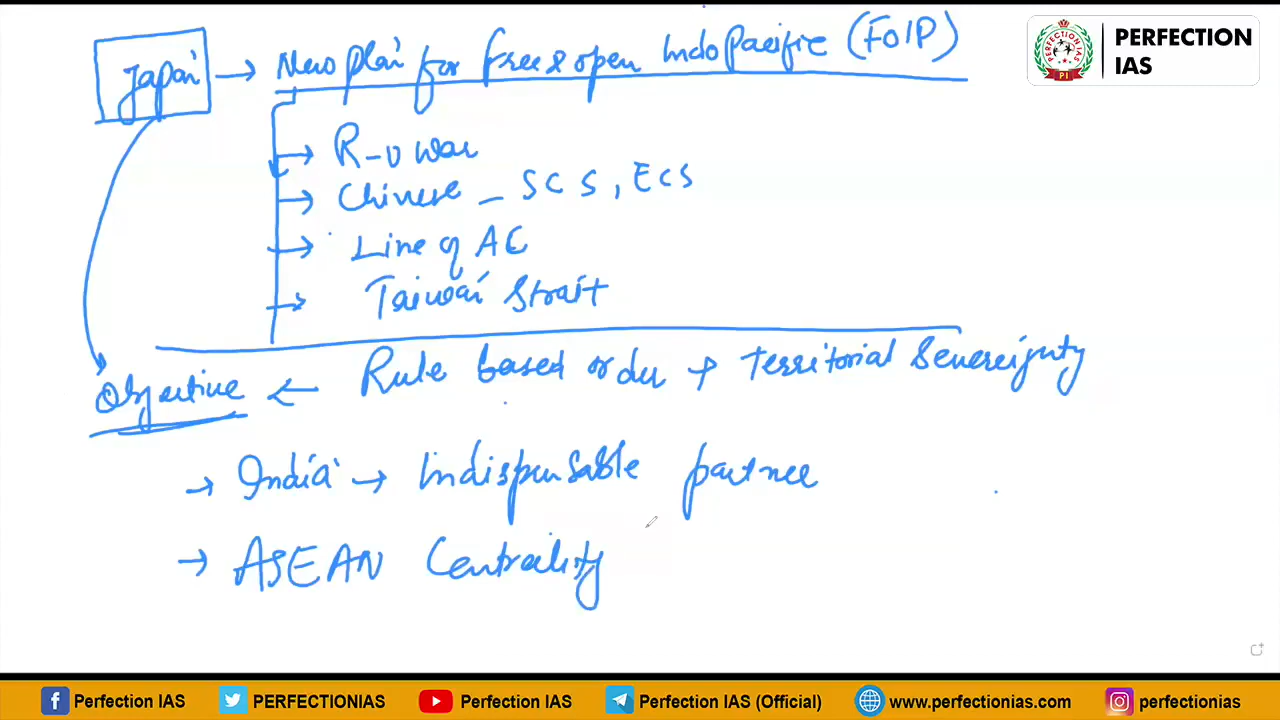 Japan → New plan for free & open Indo Pacific (FOIP)
PERFECTION
IAS
→ R-U war
→ Chinese - SCS, ECS
→ Line of AC
→ Taiwan Strait
Objective ← Rule based order + Territorial Sovereignty
→ India → Indispensable partner
→ ASEAN Centrality
Perfection IAS PERFECTIONIAS Perfection IAS Perfection IAS (Official) www.perfectionias.com perfectionias